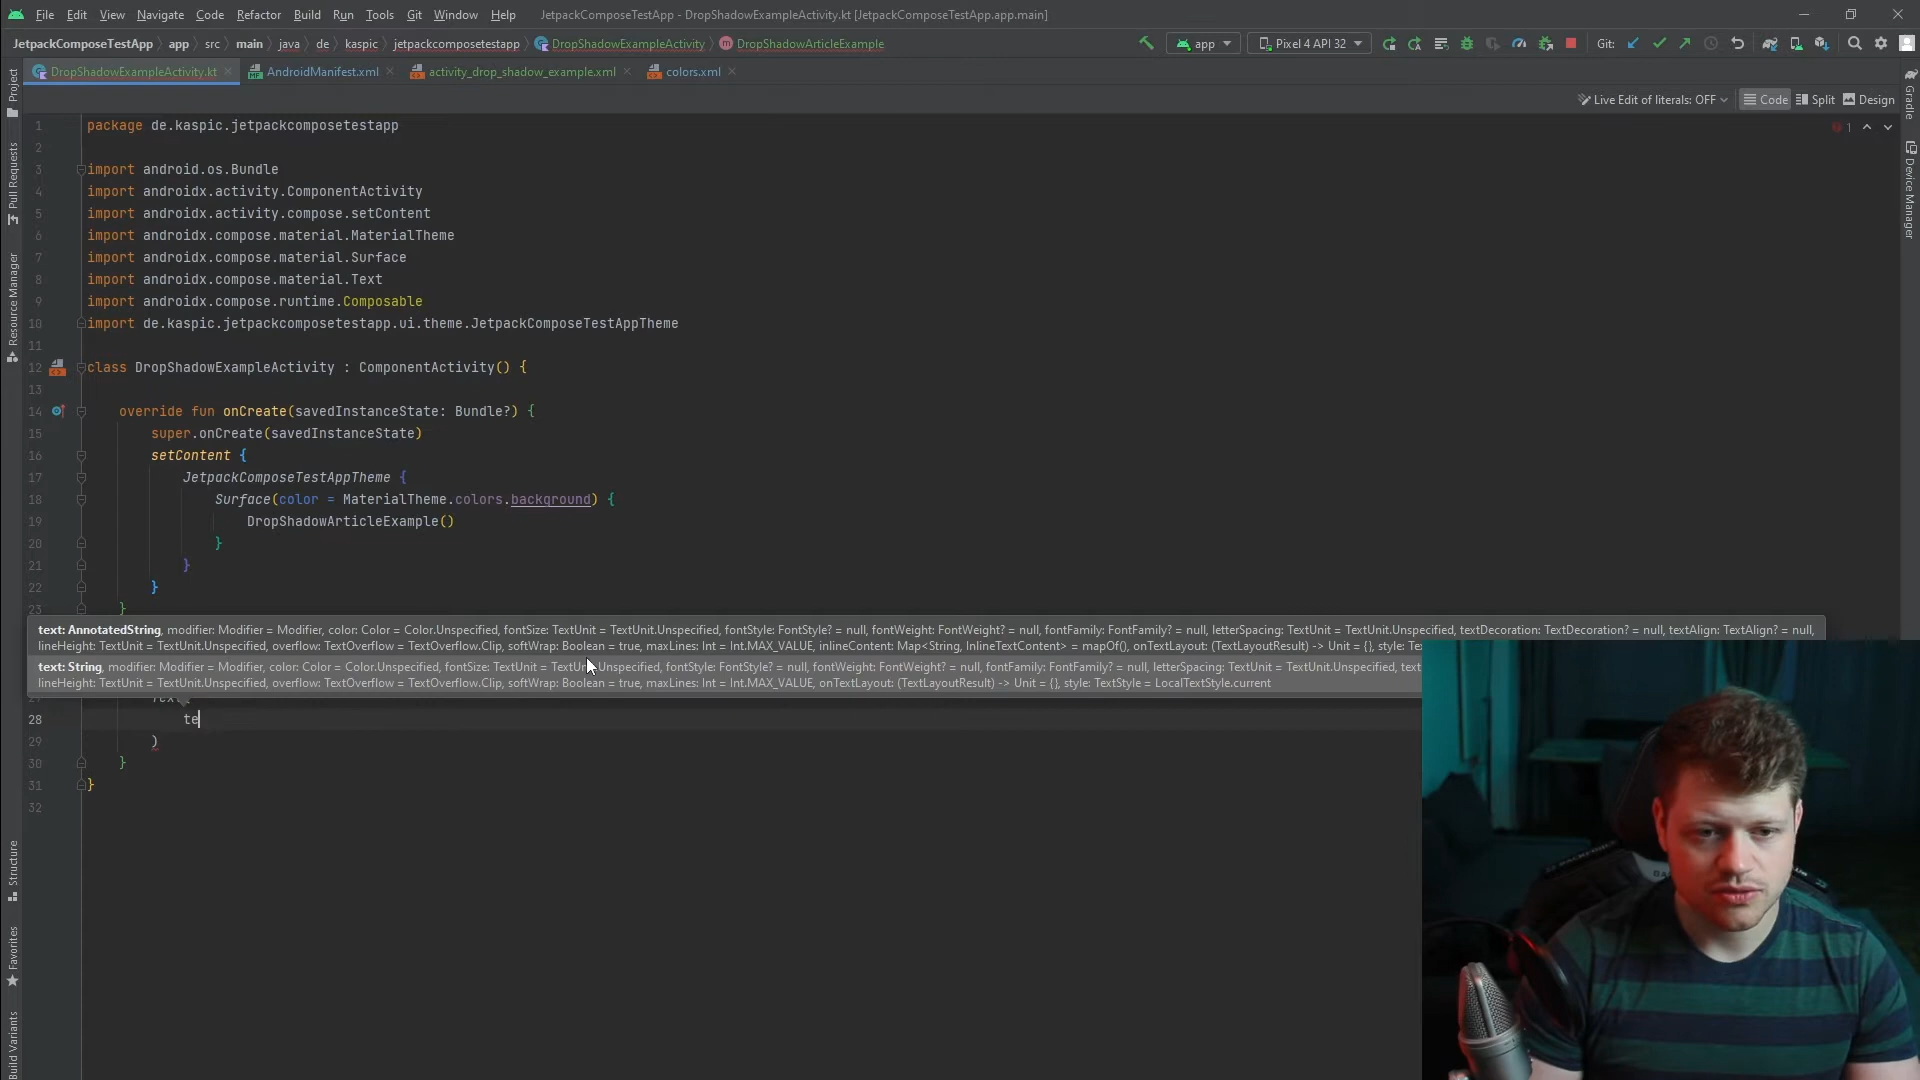 File Edit View Navigate Code Refactor Build Run Tools Git Window Help JetpackComposeTestApp - DropShadowExampleActivity.kt [JetpackComposeTestApp.app.main]
JetpackComposeTestApp app src main java de kaspic jetpackcomposetestapp DropShadowExampleActivity DropShadowArticleExample app Pixel 4 API 32 Git:
DropShadowExampleActivity.kt AndroidManifest.xml activity_drop_shadow_example.xml colors.xml
Live Edit of literals: OFF Code Split Design
Project
Pull Requests
Resource Manager
Structure
Favorites
Build Variants
Gradle
Device Manager
1
1 package de.kaspic.jetpackcomposetestapp
2
3 import android.os.Bundle
4 import androidx.activity.ComponentActivity
5 import androidx.activity.compose.setContent
6 import androidx.compose.material.MaterialTheme
7 import androidx.compose.material.Surface
8 import androidx.compose.material.Text
9 import androidx.compose.runtime.Composable
10 import de.kaspic.jetpackcomposetestapp.ui.theme.JetpackComposeTestAppTheme
11
12 class DropShadowExampleActivity : ComponentActivity() {
13
14 override fun onCreate(savedInstanceState: Bundle?) {
15 super.onCreate(savedInstanceState)
16 setContent {
17 JetpackComposeTestAppTheme {
18 Surface(color = MaterialTheme.colors.background) {
19 DropShadowArticleExample()
20 }
21 }
22 }
23 }
text: AnnotatedString, modifier: Modifier = Modifier, color: Color = Color.Unspecified, fontSize: TextUnit = TextUnit.Unspecified, fontStyle: FontStyle? = null, fontWeight: FontWeight? = null, fontFamily: FontFamily? = null, letterSpacing: TextUnit = TextUnit.Unspecified, textDecoration: TextDecoration? = null, textAlign: TextAlign? = null,
lineHeight: TextUnit = TextUnit.Unspecified, overflow: TextOverflow = TextOverflow.Clip, softWrap: Boolean = true, maxLines: Int = Int.MAX_VALUE, inlineContent: Map<String, InlineTextContent> = mapOf(), onTextLayout: (TextLayoutResult) -> Unit = {}, style: Te
text: String, modifier: Modifier = Modifier, color: Color = Color.Unspecified, fontSize: TextUnit = TextUnit.Unspecified, fontStyle: FontStyle? = null, fontWeight: FontWeight? = null, fontFamily: FontFamily? = null, letterSpacing: TextUnit = TextUnit.Unspecified, text
lineHeight: TextUnit = TextUnit.Unspecified, overflow: TextOverflow = TextOverflow.Clip, softWrap: Boolean = true, maxLines: Int = Int.MAX_VALUE, onTextLayout: (TextLayoutResult) -> Unit = {}, style: TextStyle = LocalTextStyle.current
28 te
29 )
30 }
31 }
32